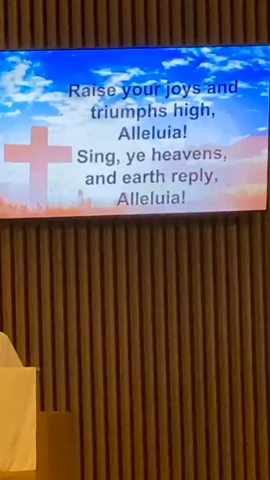 Raise your joys and
triumphs high,
Alleluia!
Sing, ye heavens,
and earth reply,
Alleluia!